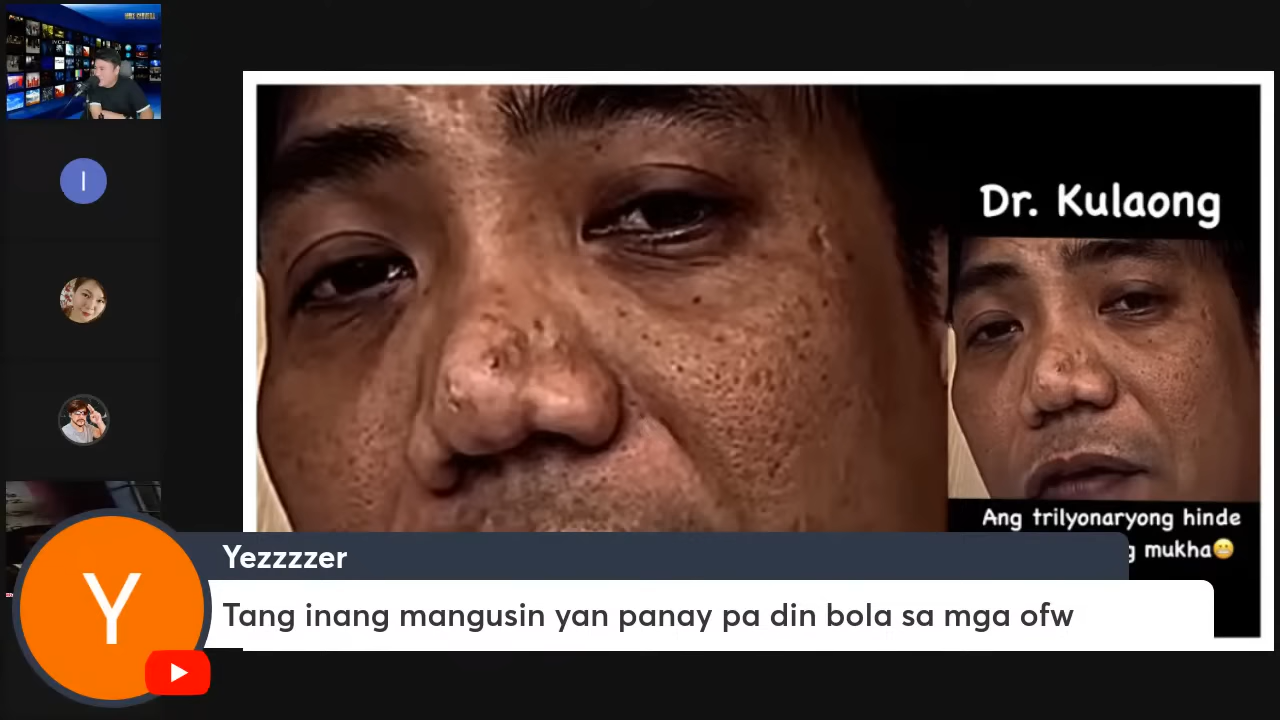 Dr. Kulaong
Ang trilyonaryong hinde
mukha😬
Yezzzzer
Tang inang mangusin yan panay pa din bola sa mga ofw
I
Y